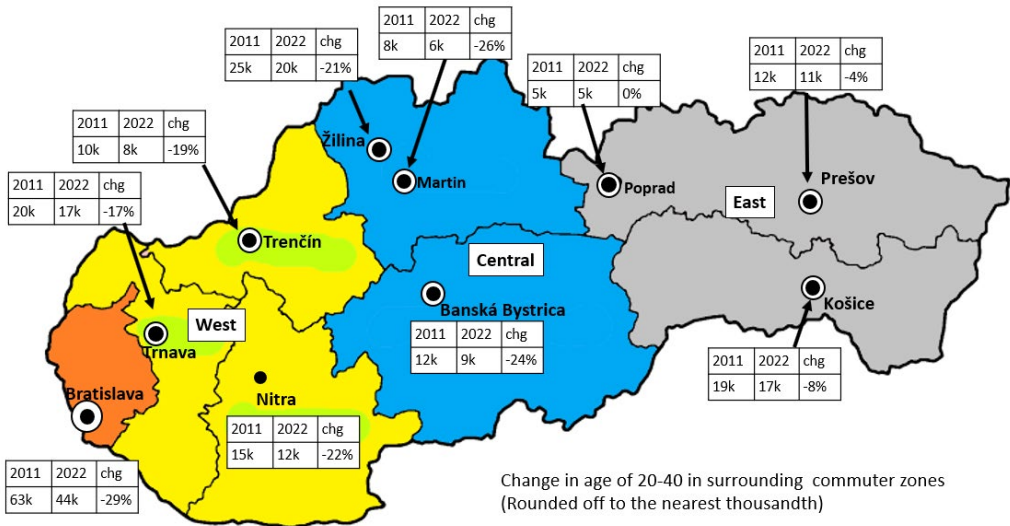 2011 2022 chg
8k 6k -26%
2011 2022 chg
25k 20k -21%
2011 2022 chg
12k 11k -4%
2011 2022 chg
5k 5k 0%
2011 2022 chg
10k 8k -19%
2011 2022 chg
20k 17k -17%
Žilina
Martin
Poprad
Prešov
East
Trenčín
Central
Košice
Banská Bystrica
2011 2022 chg
12k 9k -24%
West
Trnava
2011 2022 chg
19k 17k -8%
Bratislava
Nitra
2011 2022 chg
15k 12k -22%
2011 2022 chg
63k 44k -29%
Change in age of 20-40 in surrounding commuter zones
(Rounded off to the nearest thousandth)